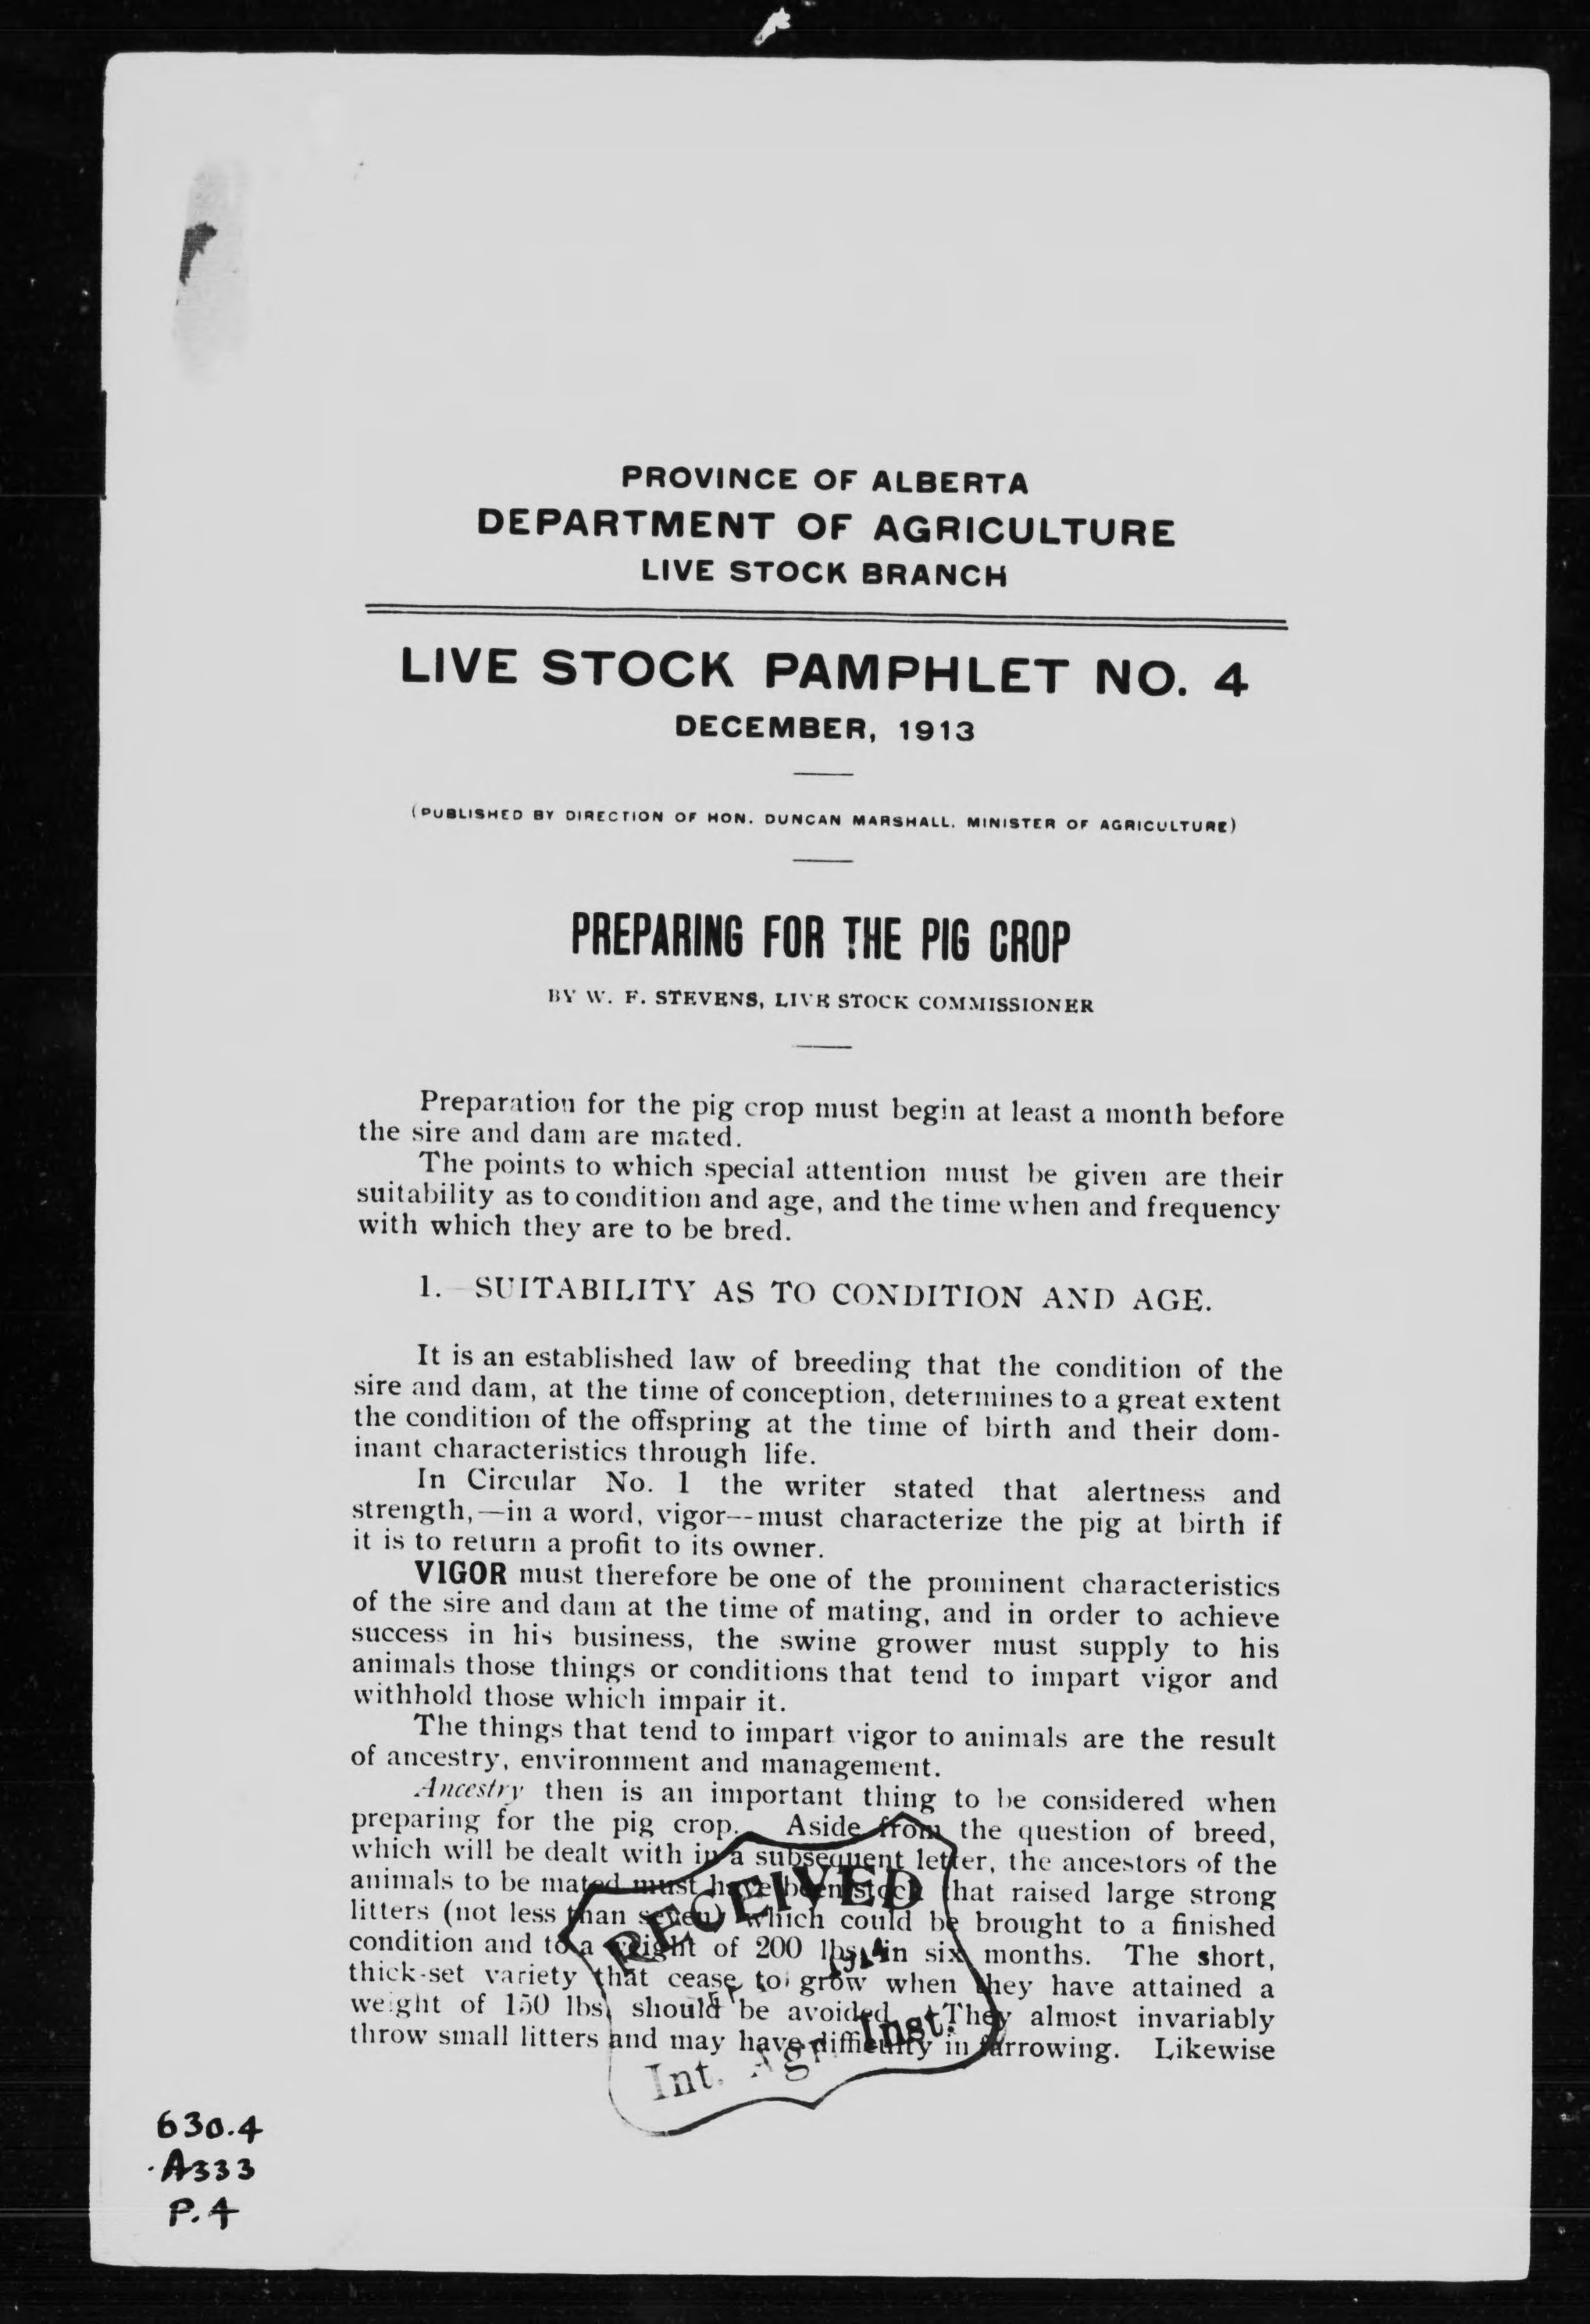 PROVINCE OF ALBERTA
DEPARTMENT OF AGRICULTURE
LIVE STOCK BRANCH
LIVE STOCK PAMPHLET NO. 4
DECEMBER, 1913
(PUBLISHED BY DIRECTION OF HON. DUNCAN MARSHALL, MINISTER OF AGRICULTURE)
PREPARING FOR THE PIG CROP
BY W. F. STEVENS, LIVE STOCK COMMISSIONER
Preparation for the pig crop must begin at least a month before
the sire and dam are mated.
The points to which special attention must be given are their
suitability as to condition and age, and the time when and frequency
with which they are to be bred.
1. SUITABILITY AS TO CONDITION AND AGE.
It is an established law of breeding that the condition of the
sire and dam, at the time of conception, determines to a great extent
the condition of the offspring at the time of birth and their dom-
inant characteristics through life.
In Circular No. 1 the writer stated that alertness and
strength,—in a word, vigor—must characterize the pig at birth if
it is to return a profit to its owner.
VIGOR must therefore be one of the prominent characteristics
of the sire and dam at the time of mating, and in order to achieve
success in his business, the swine grower must supply to his
animals those things or conditions that tend to impart vigor and
withhold those which impair it.
The things that tend to impart vigor to animals are the result
of ancestry, environment and management.
Ancestry then is an important thing to be considered when
preparing for the pig crop. Aside from the question of breed,
which will be dealt with in a subsequent letter, the ancestors of the
animals to be mated must have been stock that raised large strong
litters (not less than seven) which could be brought to a finished
condition and to a weight of 200 lbs. in six months. The short,
thick-set variety that cease to grow when they have attained a
weight of 150 lbs. should be avoided. They almost invariably
throw small litters and may have difficulty in farrowing. Likewise
RECEIVED
1914
Int. Agr. Inst.
630.4
.A333
P.4